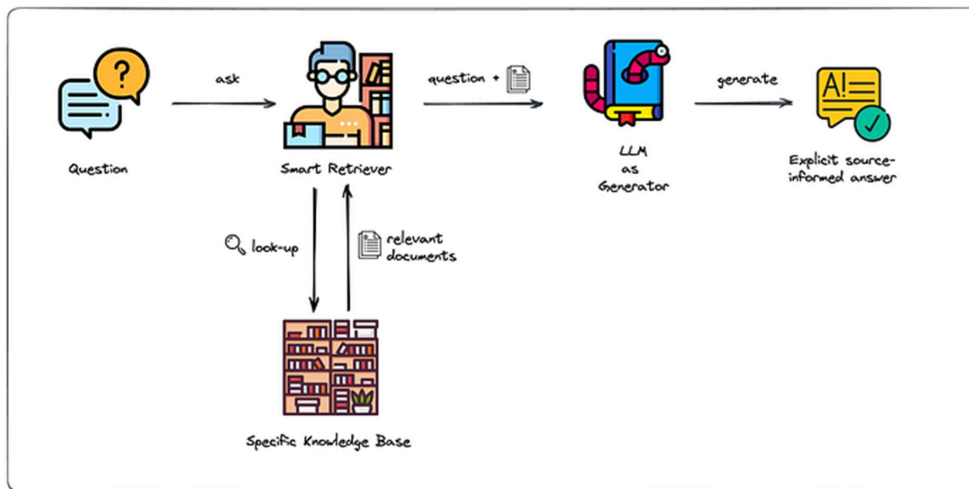 ?
ask
question +
generate
A!
Question
Smart Retriever
LLM
as
Generator
Explicit source-
informed answer
look-up
relevant
documents
Specific Knowledge Base